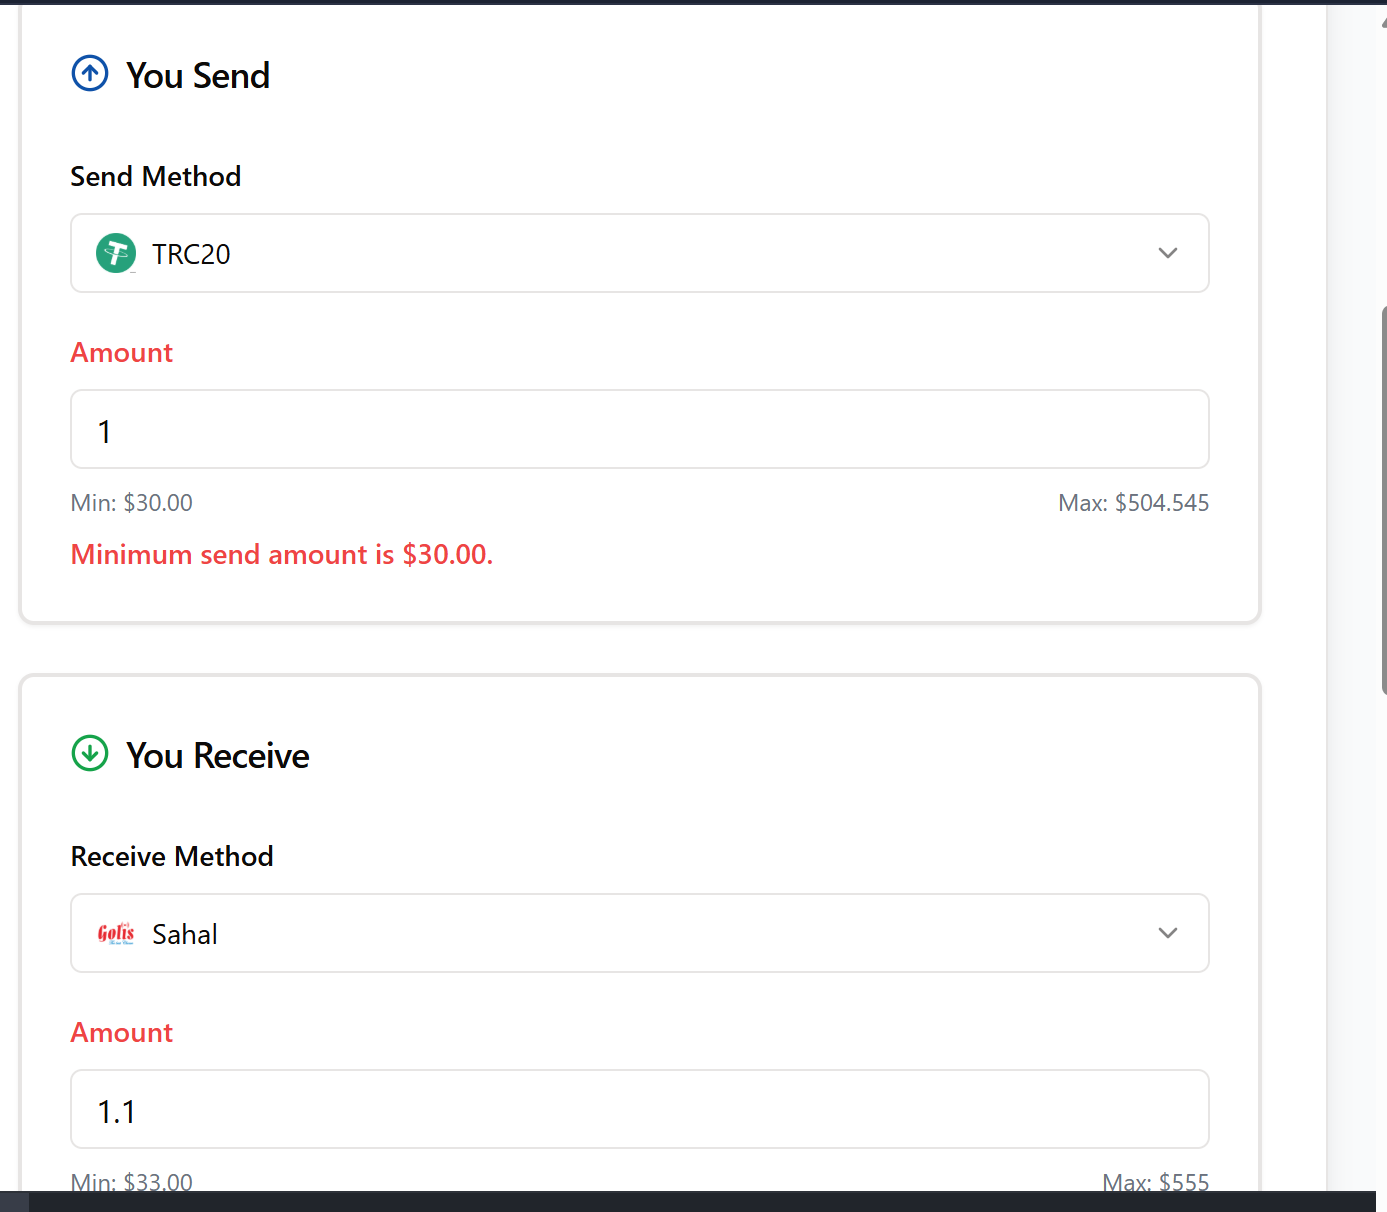 You Send
Send Method
TRC20
Amount
1
Min: $30.00 Max: $504.545
Minimum send amount is $30.00.
You Receive
Receive Method
Golis Sahal
Amount
1.1
Min: $33.00 Max: $555